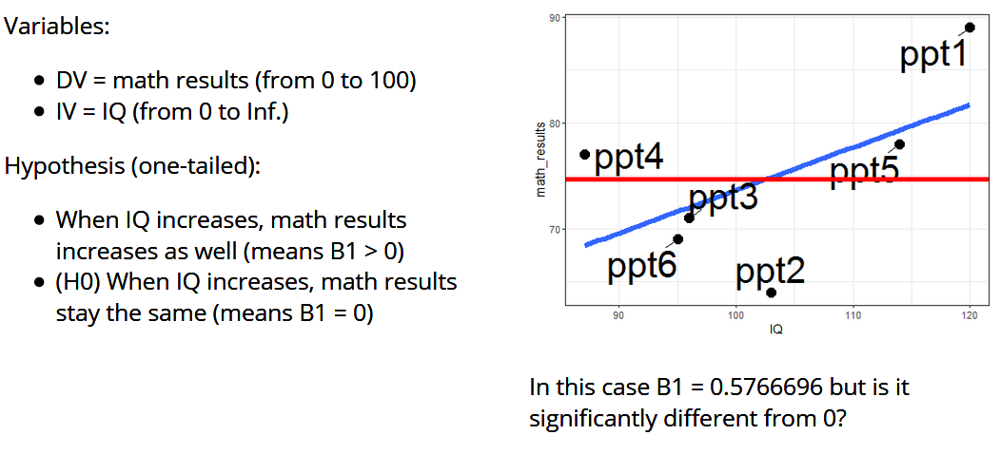 Variables:
• DV = math results (from 0 to 100)
• IV = IQ (from 0 to Inf.)
Hypothesis (one-tailed):
• When IQ increases, math results
increases as well (means B1 > 0)
• (H0) When IQ increases, math results
stay the same (means B1 = 0)
90
80
70
math_results
ppt1
ppt4
ppt5
ppt3
ppt6
ppt2
90 100 110 120
IQ
In this case B1 = 0.5766696 but is it
significantly different from 0?